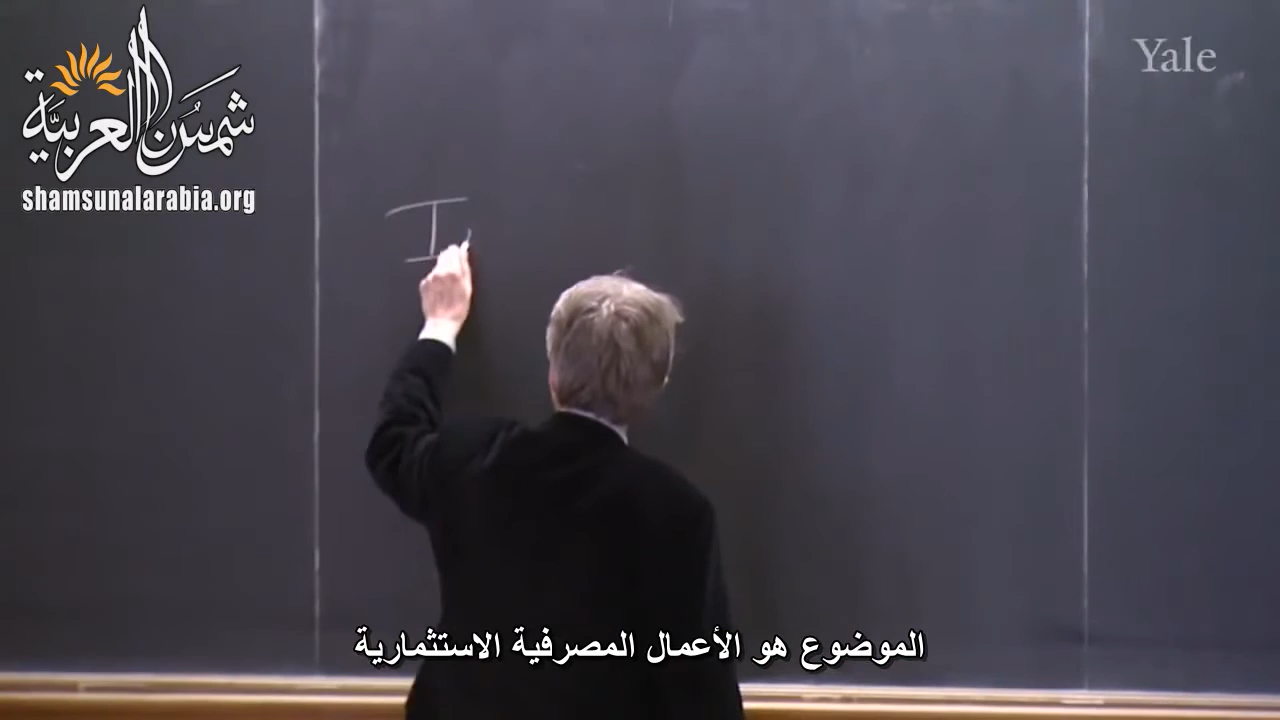 شمس العربية
shamsunalarabia.org
Yale
I
الموضوع هو الأعمال المصرفية الاستثمارية